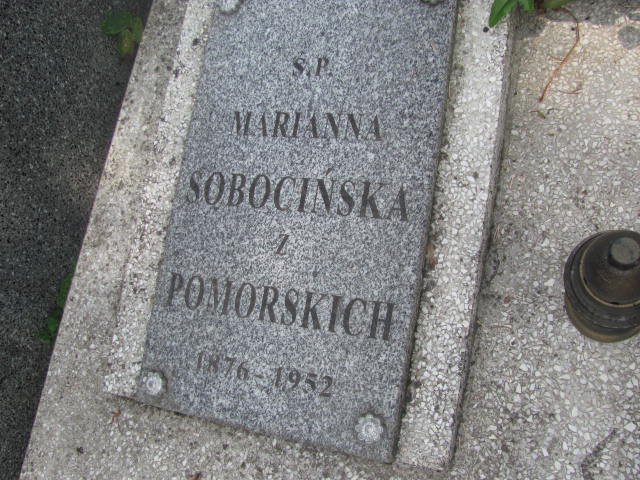 S.P.
MARIANNA
SOBOCIŃSKA
Z
POMORSKICH
1876-1952